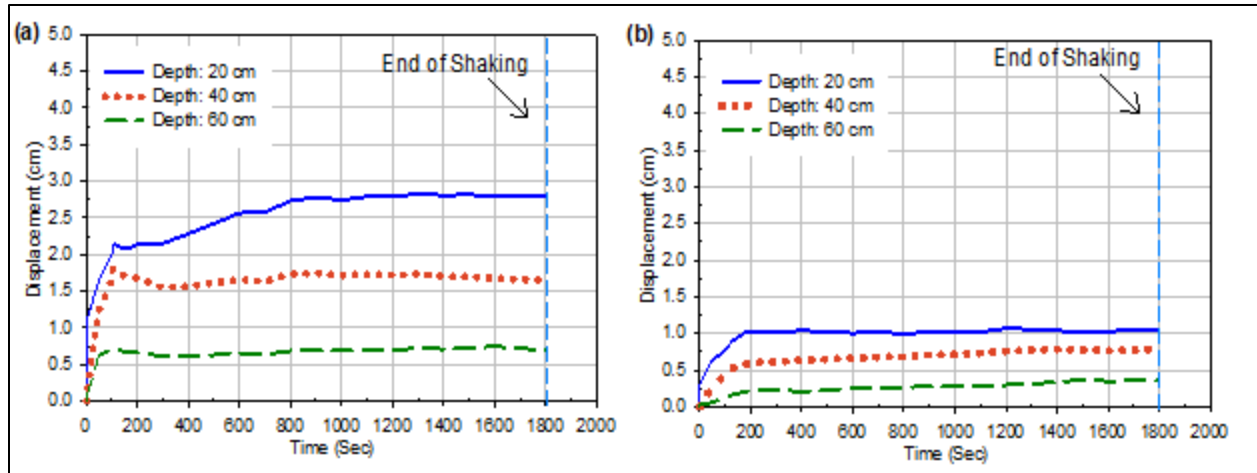 (a)
5.0
4.5
4.0
3.5
3.0
2.5
2.0
1.5
1.0
0.5
0.0
Displacement (cm)
Depth: 20 cm
Depth: 40 cm
Depth: 60 cm
End of Shaking
0 200 400 600 800 1000 1200 1400 1600 1800 2000
Time (Sec)
(b)
5.0
4.5
4.0
3.5
3.0
2.5
2.0
1.5
1.0
0.5
0.0
Displacement (cm)
Depth: 20 cm
Depth: 40 cm
Depth: 60 cm
End of Shaking
0 200 400 600 800 1000 1200 1400 1600 1800 2000
Time (Sec)